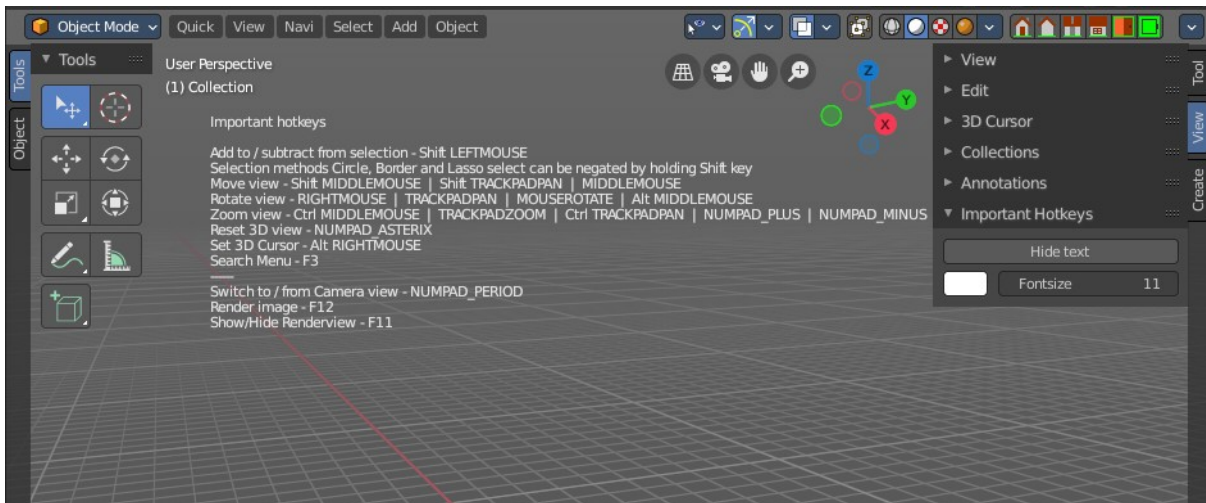 Object Mode Quick View Navi Select Add Object
Tools
User Perspective
(1) Collection
Z
Y
X
Tools
Object
Important hotkeys
Add to / subtract from selection - Shift LEFTMOUSE
Selection methods Circle, Border and Lasso select can be negated by holding Shift key
Move view - Shift MIDDLEMOUSE | Shift TRACKPADPAN | MIDDLEMOUSE
Rotate view - RIGHTMOUSE | TRACKPADPAN | MOUSEROTATE | Alt MIDDLEMOUSE
Zoom view - Ctrl MIDDLEMOUSE | TRACKPADZOOM | Ctrl TRACKPADPAN | NUMPAD_PLUS | NUMPAD_MINUS
Reset 3D view - NUMPAD_ASTERIX
Set 3D Cursor - Alt RIGHTMOUSE
Search Menu - F3
Switch to / from Camera view - NUMPAD_PERIOD
Render image - F12
Show/Hide Renderview - F11
View
Edit
3D Cursor
Collections
Annotations
Important Hotkeys
Hide text
Fontsize 11
Tool
View
Create